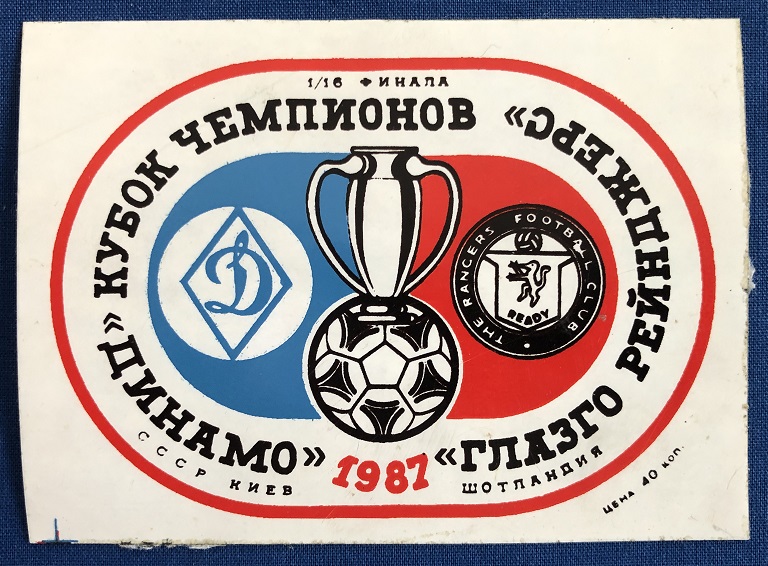 1/16 ФИНАЛА
КУБОК ЧЕМПИОНОВ
Д
THE RANGERS FOOTBALL CLUB
READY
"ДИНАМО"
СССР КИЕВ
1987
"ГЛАЗГО РЕЙНДЖЕРС"
ШОТЛАНДИЯ
ЦЕНА 40 КОП.